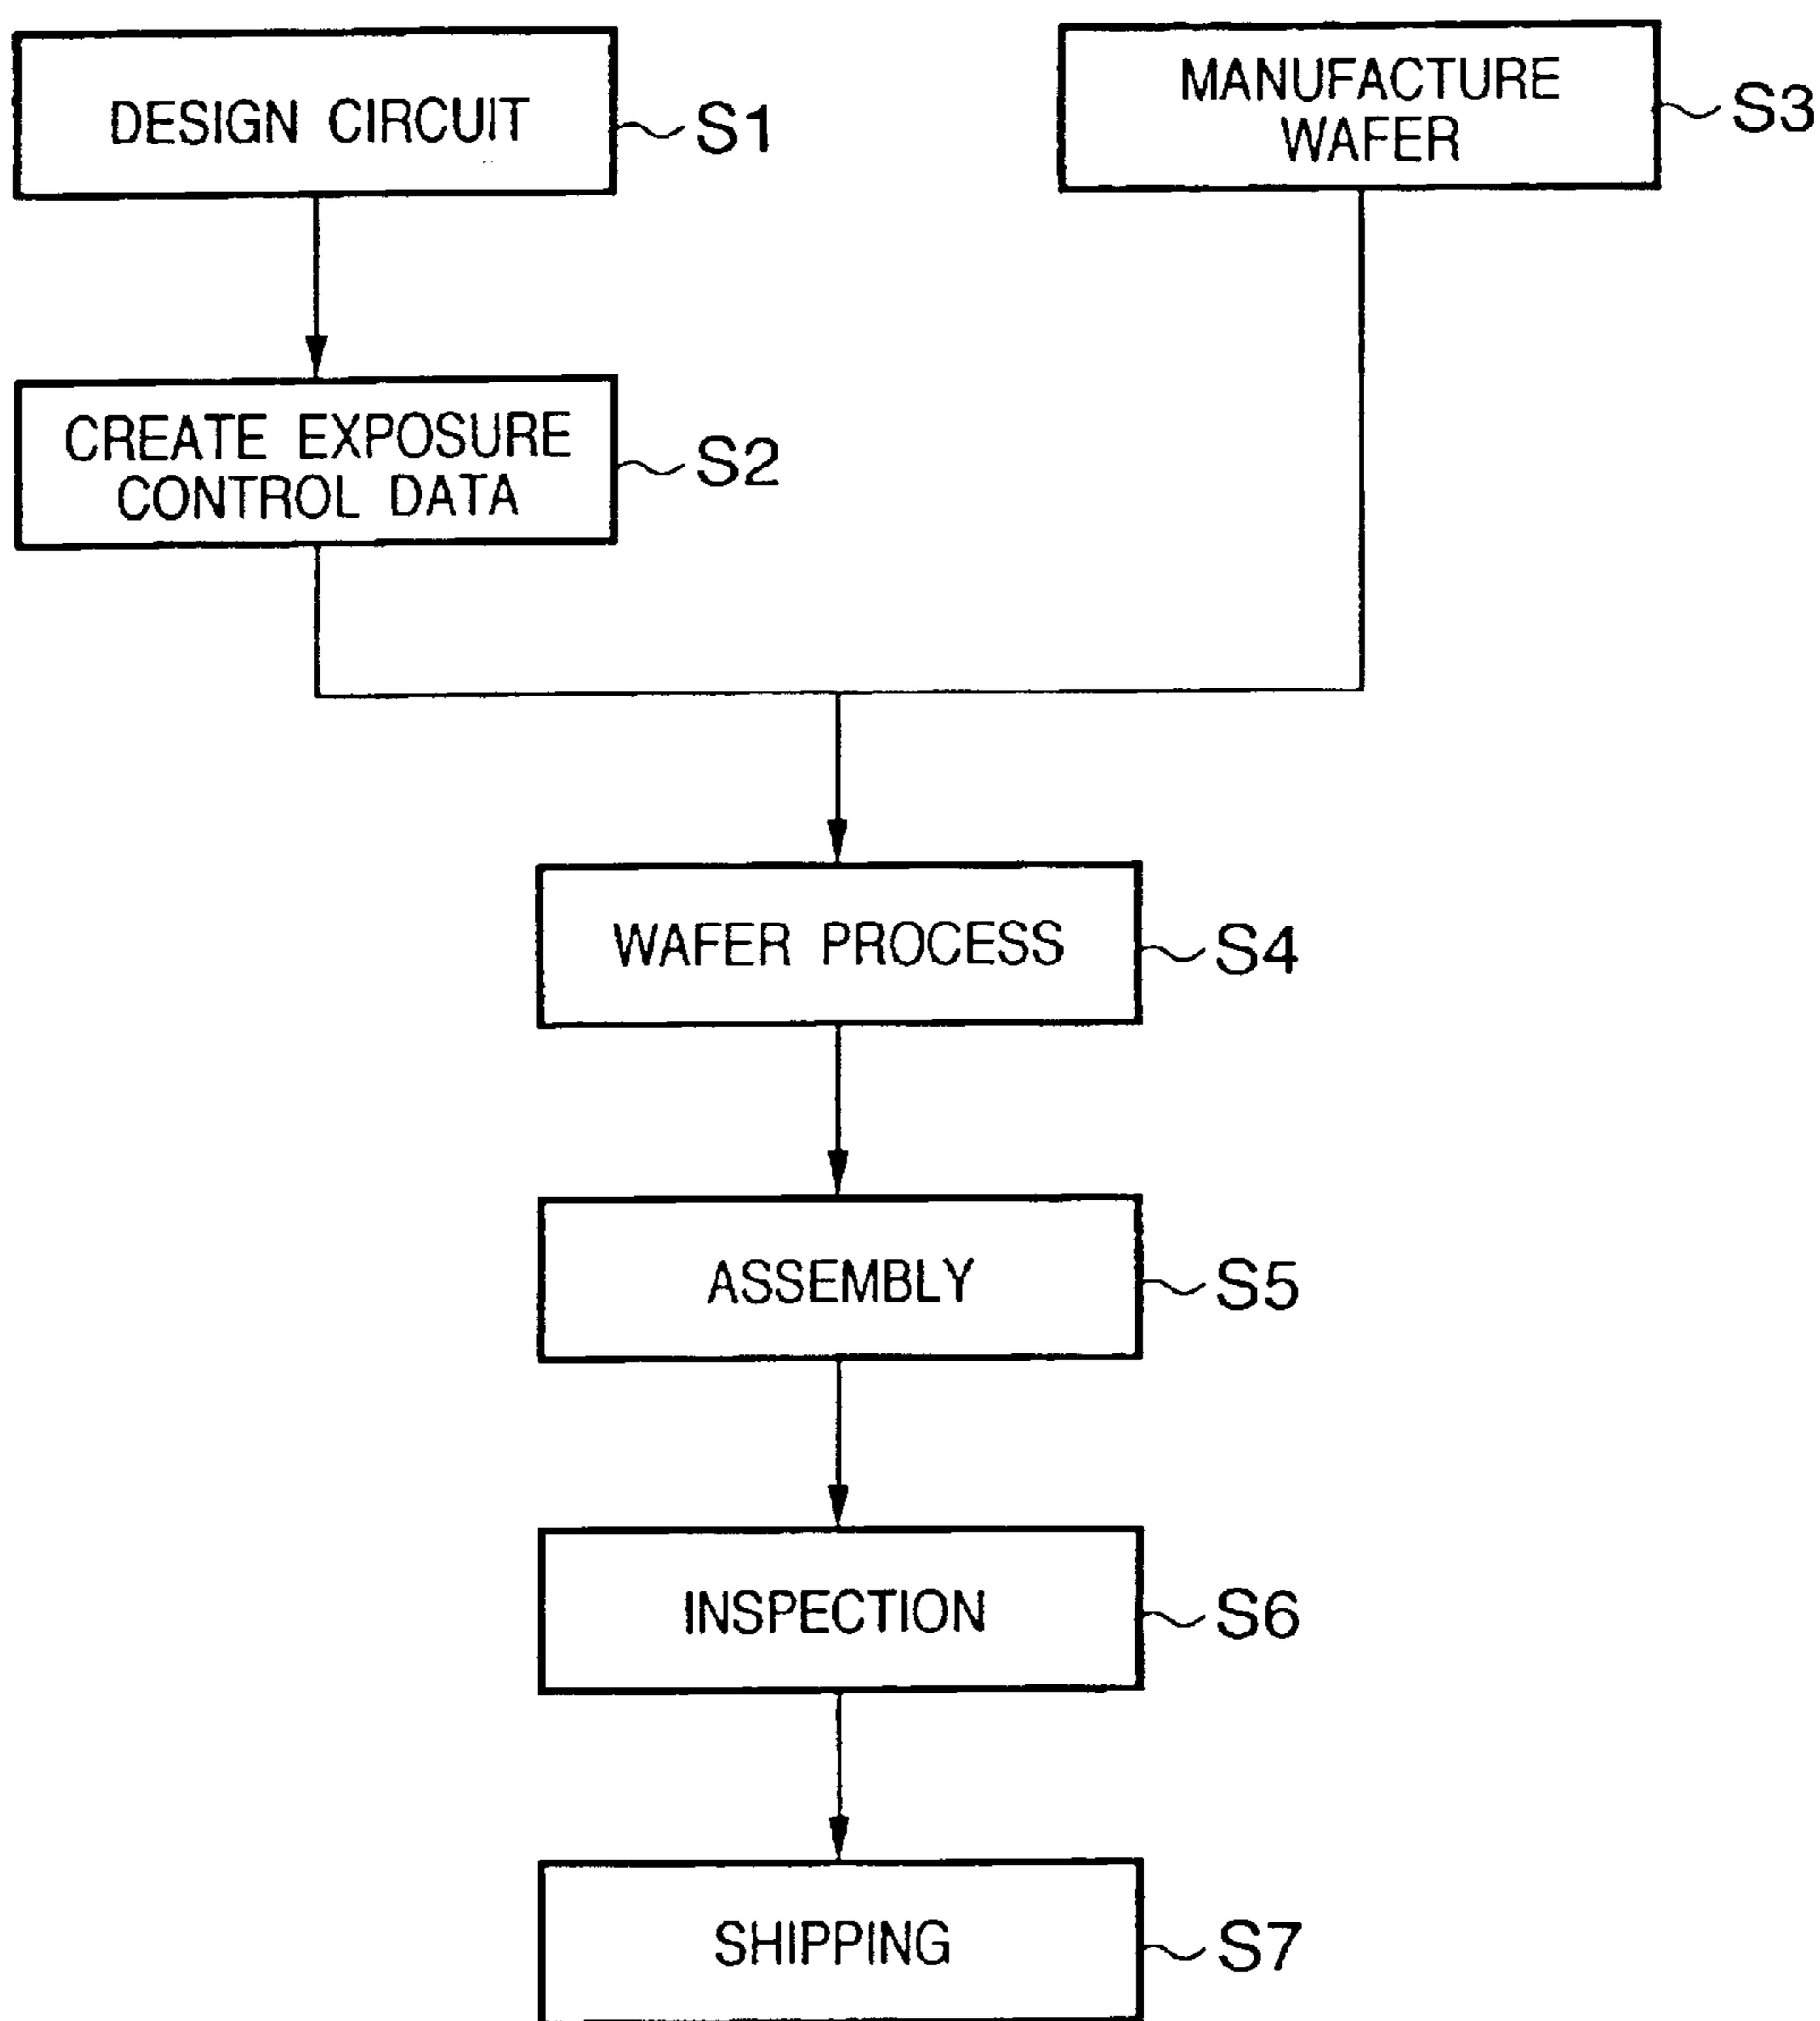 DESIGN CIRCUIT
S1
MANUFACTURE
WAFER
S3
CREATE EXPOSURE
CONTROL DATA
S2
WAFER PROCESS
S4
ASSEMBLY
S5
INSPECTION
S6
SHIPPING
S7